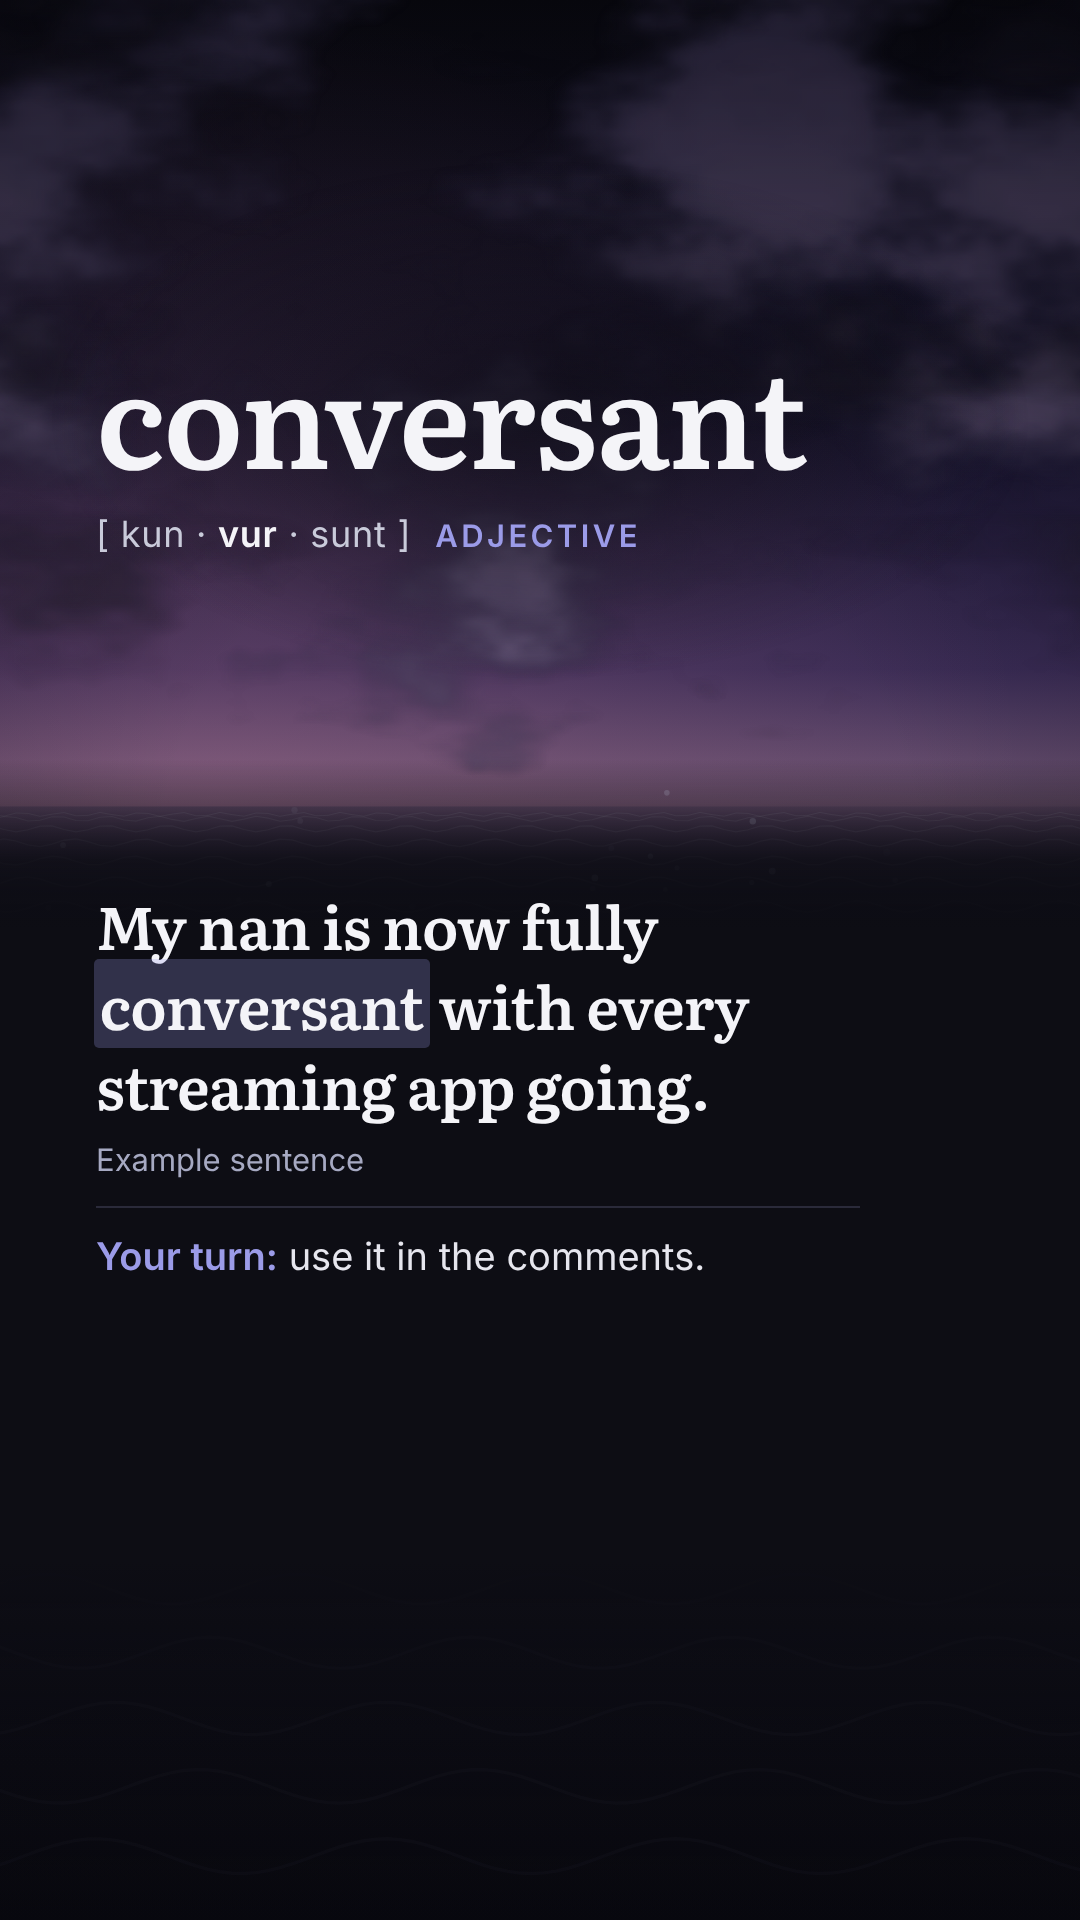 conversant
[ kun · vur · sunt ] ADJECTIVE
My nan is now fully
conversant with every
streaming app going.
Example sentence
Your turn: use it in the comments.